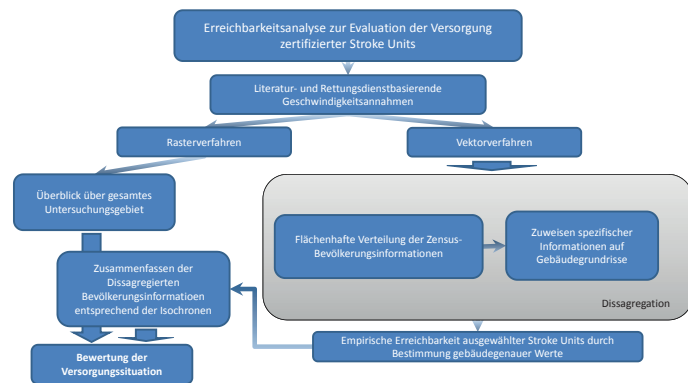 Erreichbarkeitsanalyse zur Evaluation der Versorgung
zertifizierter Stroke Units
Literatur- und Rettungsdienstbasierende
Geschwindigkeitsannahmen
Rasterverfahren
Vektorverfahren
Überblick über gesamtes
Untersuchungsgebiet
Flächenhafte Verteilung der Zensus-
Bevölkerungsinformationen
Zuweisen spezifischer
Informationen auf
Gebäudegrundrisse
Zusammenfassen der
Dissagregierten
Bevölkerungsinformatioen
entsprechend der Isochronen
Dissagregation
Empirische Erreichbarkeit ausgewählter Stroke Units durch
Bestimmung gebäudegenauer Werte
Bewertung der
Versorgungssituation